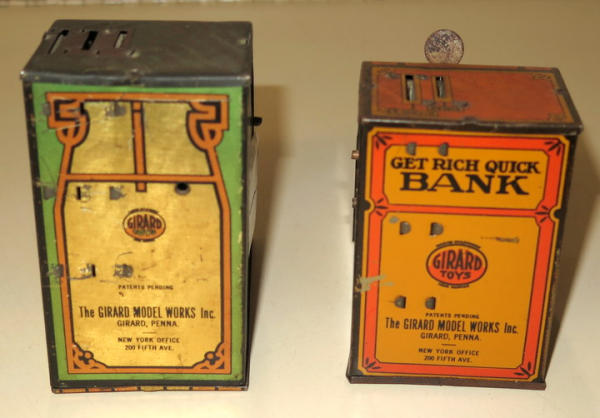 GIRARD
PATENTS PENDING
The GIRARD MODEL WORKS Inc.
GIRARD, PENNA.
NEW YORK OFFICE
200 FIFTH AVE.
GET RICH QUICK
BANK
GIRARD
TOYS
PATENTS PENDING
The GIRARD MODEL WORKS Inc.
GIRARD, PENNA.
NEW YORK OFFICE
200 FIFTH AVE.